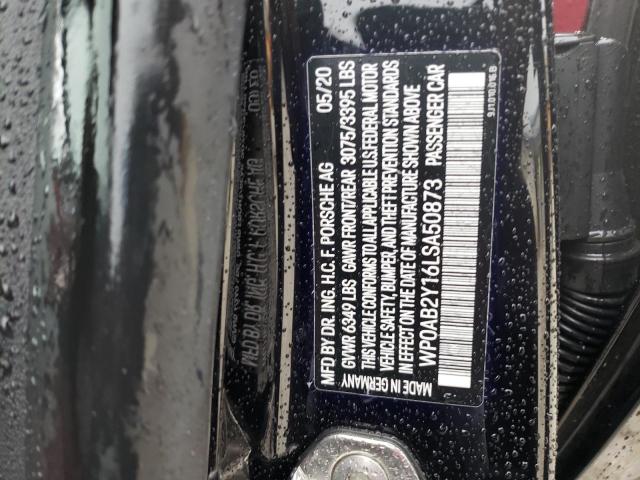 MFD BY DR. ING. H.C. F. PORSCHE AG 05/20
GVWR 6349 LBS GAWR FRONT/REAR 3075/3395 LBS
THIS VEHICLE CONFORMS TO ALL APPLICABLE U.S. FEDERAL MOTOR
VEHICLE SAFETY, BUMPER, AND THEFT PREVENTION STANDARDS
IN EFFECT ON THE DATE OF MANUFACTURE SHOWN ABOVE
WP0AB2Y16LSA50873 PASSENGER CAR
MADE IN GERMANY